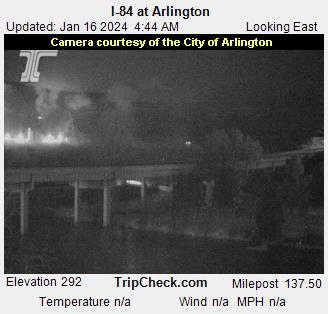 I-84 at Arlington
Updated: Jan 16 2024 4:44 AM Looking East
Camera courtesy of the City of Arlington
Elevation 292 TripCheck.com Milepost 137.50
Temperature n/a Wind n/a MPH n/a